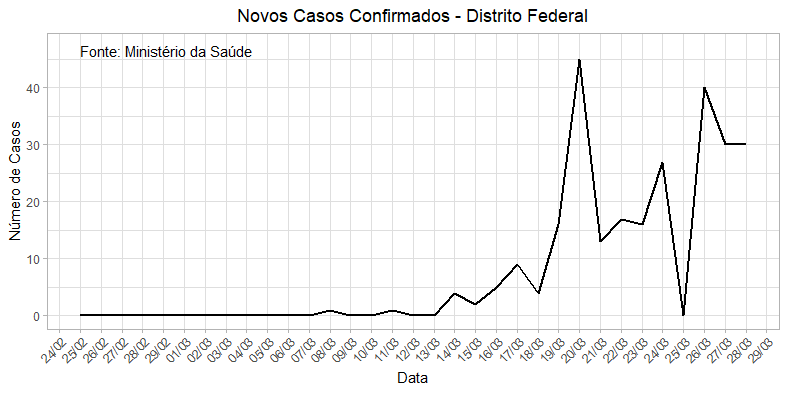 Novos Casos Confirmados - Distrito Federal
Fonte: Ministério da Saúde
Número de Casos
40
30
20
10
0
24/02 25/02 26/02 27/02 28/02 29/02 01/03 02/03 03/03 04/03 05/03 06/03 07/03 08/03 09/03 10/03 11/03 12/03 13/03 14/03 15/03 16/03 17/03 18/03 19/03 20/03 21/03 22/03 23/03 24/03 25/03 26/03 27/03 28/03 29/03
Data